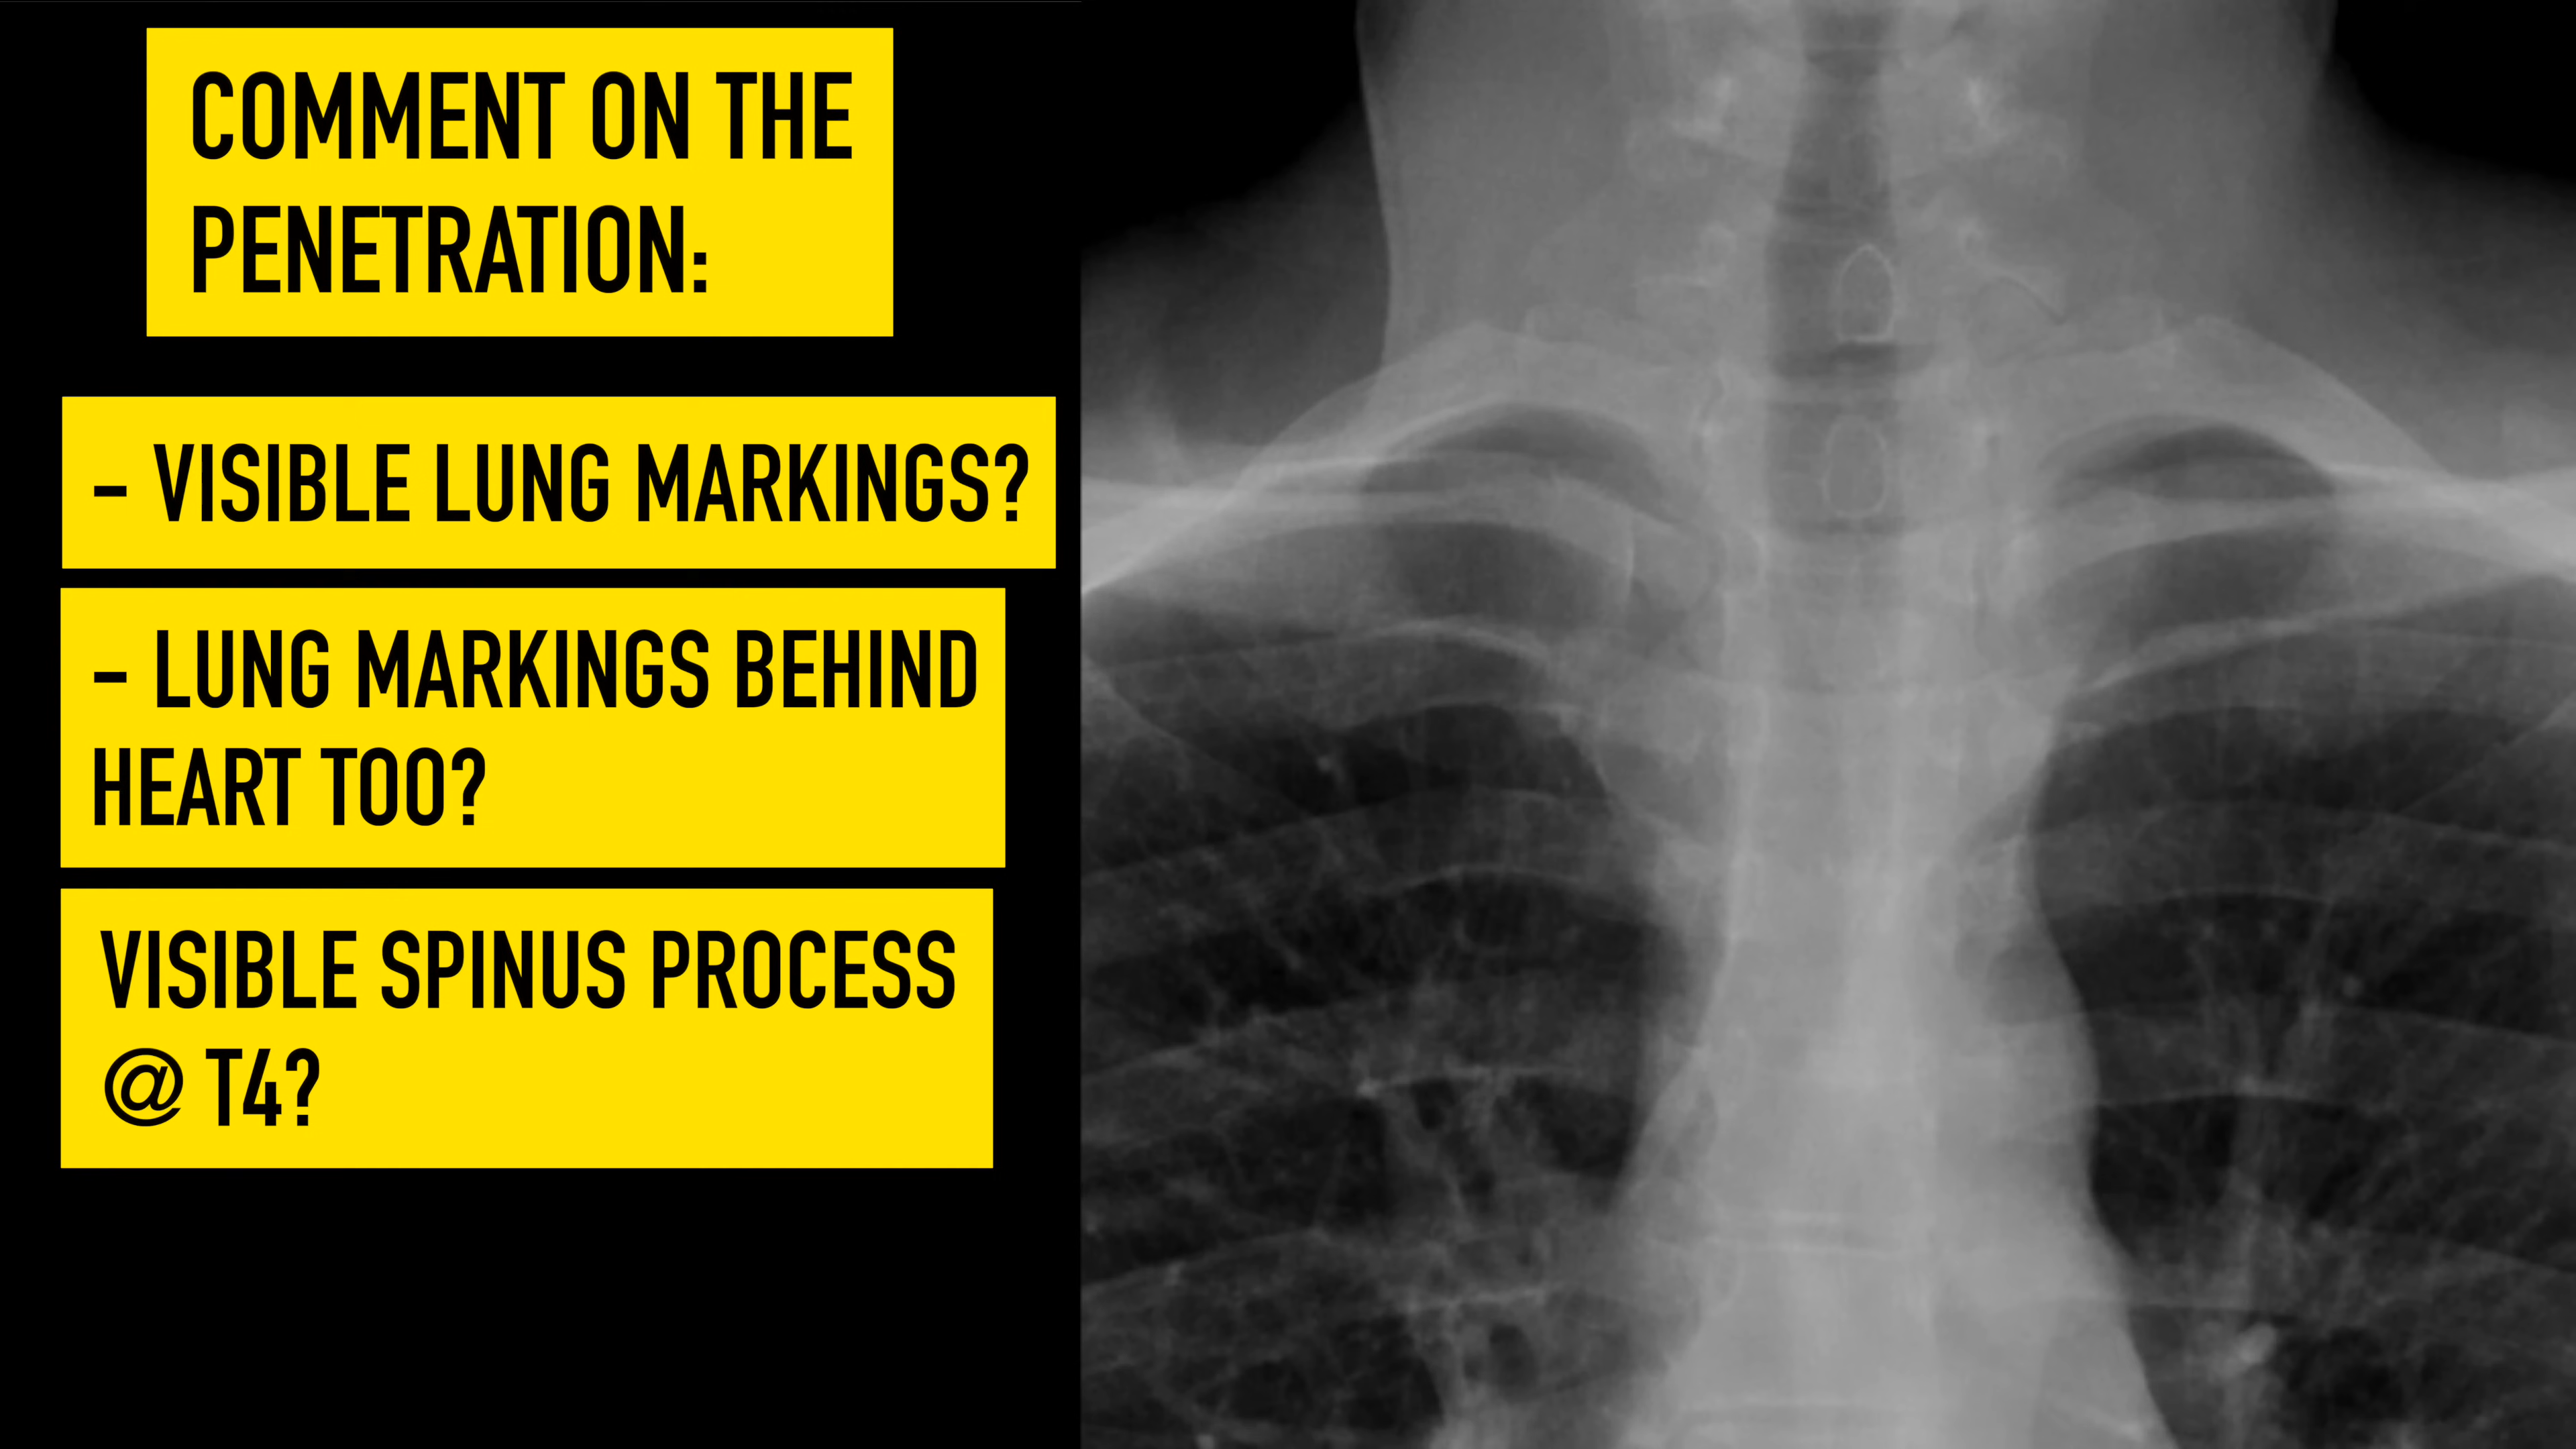 COMMENT ON THE
PENETRATION:
- VISIBLE LUNG MARKINGS?
- LUNG MARKINGS BEHIND
HEART TOO?
VISIBLE SPINUS PROCESS
@ T4?